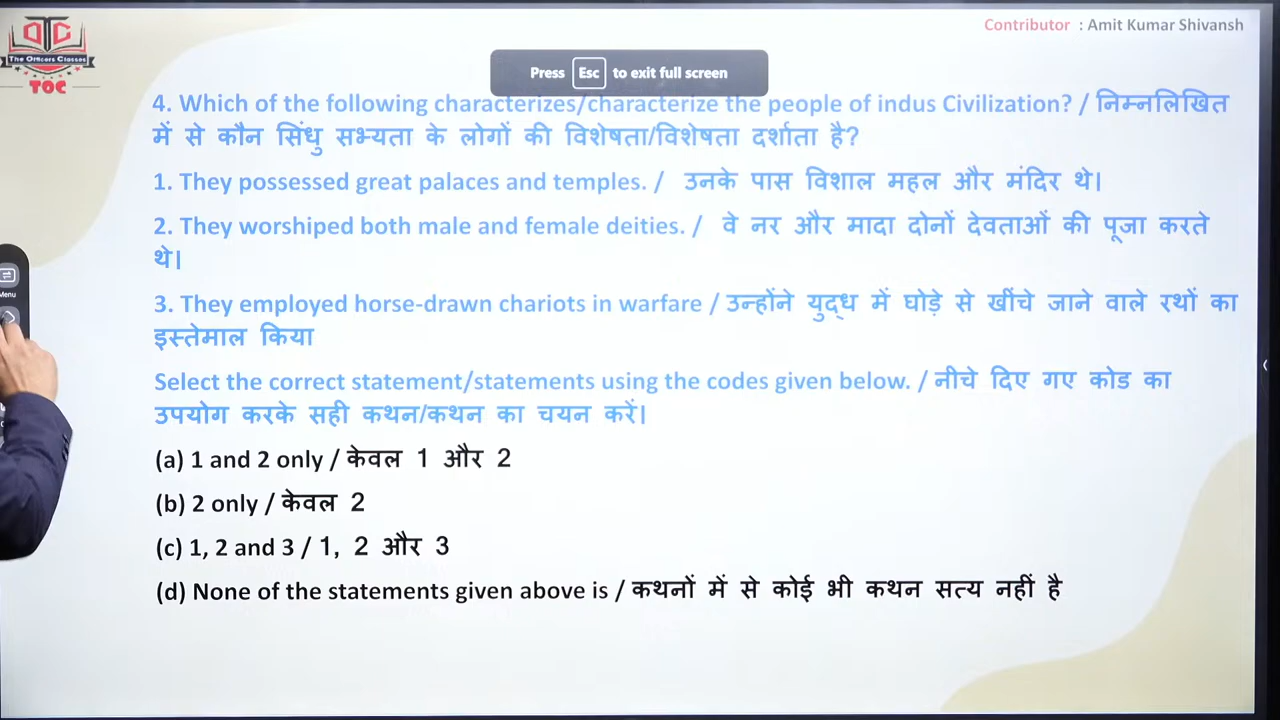 Contributor : Amit Kumar Shivansh
The Officers Classes
TOC
Press Esc to exit full screen
4. Which of the following characterizes/characterize the people of indus Civilization? / निम्नलिखित
में से कौन सिंधु सभ्यता के लोगों की विशेषता/विशेषता दर्शाता है?
1. They possessed great palaces and temples. / उनके पास विशाल महल और मंदिर थे।
2. They worshiped both male and female deities. / वे नर और मादा दोनों देवताओं की पूजा करते
थे।
3. They employed horse-drawn chariots in warfare / उन्होंने युद्ध में घोड़े से खींचे जाने वाले रथों का
इस्तेमाल किया
Select the correct statement/statements using the codes given below. / नीचे दिए गए कोड का
उपयोग करके सही कथन/कथन का चयन करें।
Menu
(a) 1 and 2 only / केवल 1 और 2
(b) 2 only / केवल 2
(c) 1, 2 and 3 / 1, 2 और 3
(d) None of the statements given above is / कथनों में से कोई भी कथन सत्य नहीं है